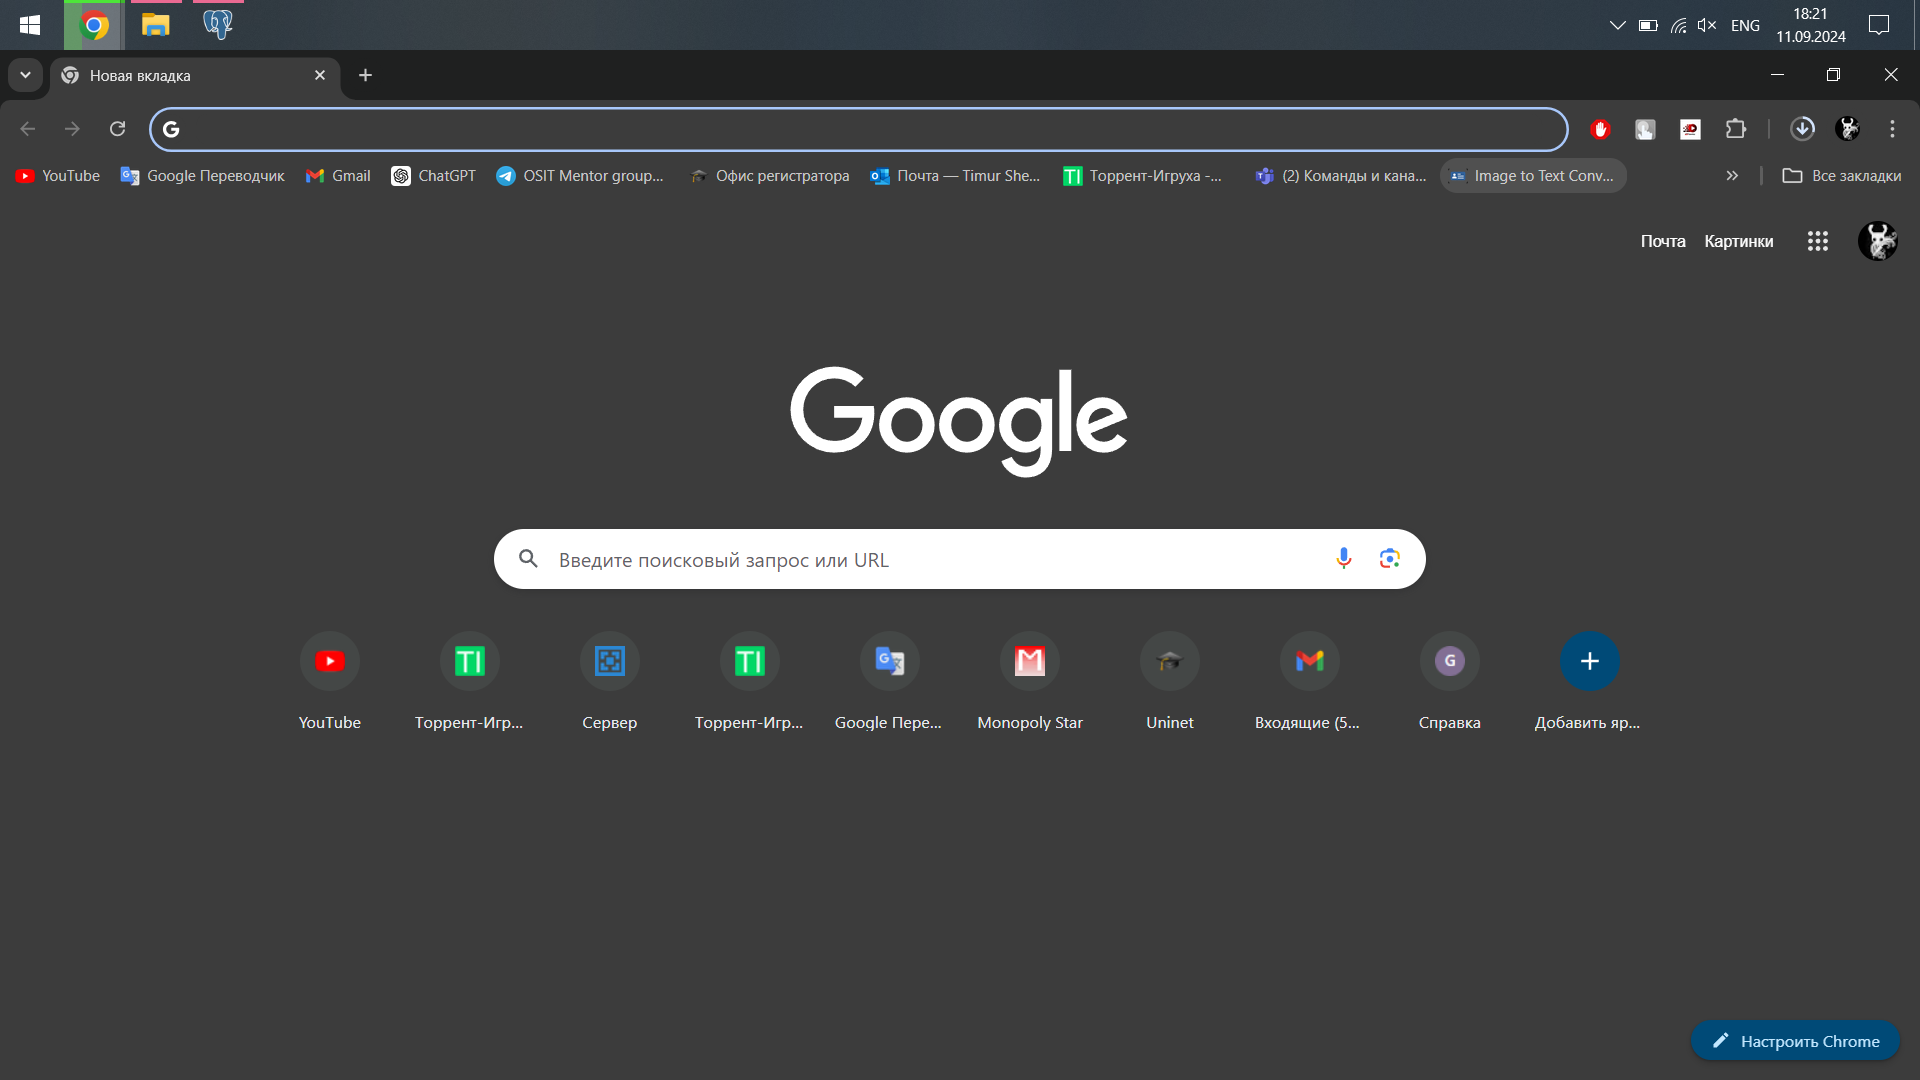 ENG
18:21
11.09.2024
Новая вкладка
YouTube
Google Переводчик
Gmail
ChatGPT
OSIT Mentor group...
Офис регистратора
Почта — Timur She...
Торрент-Игруха -...
(2) Команды и кана...
Image to Text Conv...
Все закладки
Почта
Картинки
Google
Введите поисковый запрос или URL
YouTube
Торрент-Игр...
Сервер
Торрент-Игр...
Google Пере...
Monopoly Star
Uninet
Входящие (5...
Справка
Добавить яр...
Настроить Chrome